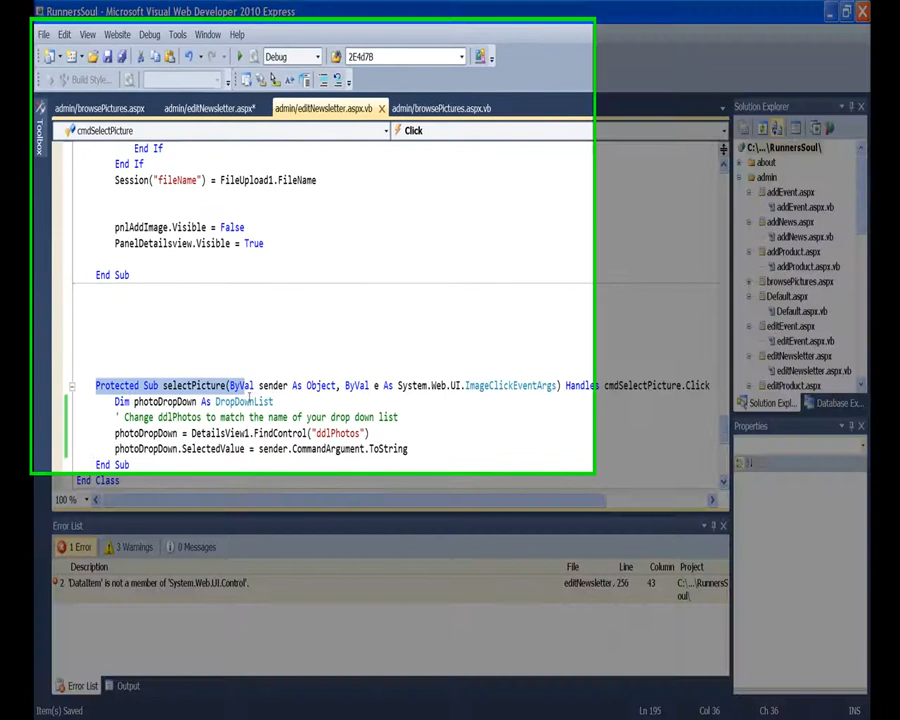 RunnersSoul - Microsoft Visual Web Developer 2010 Express
File Edit View Website Debug Tools Window Help
Debug 2E4d7B
Build Style...
admin/browsePictures.aspx admin/editNewsletter.aspx* admin/editNewsletter.aspx.vb X admin/browsePictures.aspx.vb
Toolbox
cmdSelectPicture Click
End If
End If
Session("fileName") = FileUpload1.FileName
pnlAddImage.Visible = False
PanelDetailsview.Visible = True
End Sub
Protected Sub selectPicture(ByVal sender As Object, ByVal e As System.Web.UI.ImageClickEventArgs) Handles cmdSelectPicture.Click
Dim photoDropDown As DropDownList
' Change ddlPhotos to match the name of your drop down list
photoDropDown = DetailsView1.FindControl("ddlPhotos")
photoDropDown.SelectedValue = sender.CommandArgument.ToString
End Sub
End Class
100 %
Solution Explorer
C:\...\RunnersSoul\
about
admin
addEvent.aspx
addEvent.aspx.vb
addNews.aspx
addNews.aspx.vb
addProduct.aspx
addProduct.aspx.vb
browsePictures.aspx
Default.aspx
Default.aspx.vb
editEvent.aspx
editEvent.aspx.vb
editNewsletter.aspx
editNewsletter.aspx.vb
editProduct.aspx
Solution Expl... Database Ex...
Properties
Error List
1 Error 3 Warnings 0 Messages
Description File Line Column Project
2 'DataItem' is not a member of 'System.Web.UI.Control'. editNewsletter. 256 43 C:\...\RunnersS
oul\
Error List Output
Item(s) Saved Ln 195 Col 36 Ch 36 INS